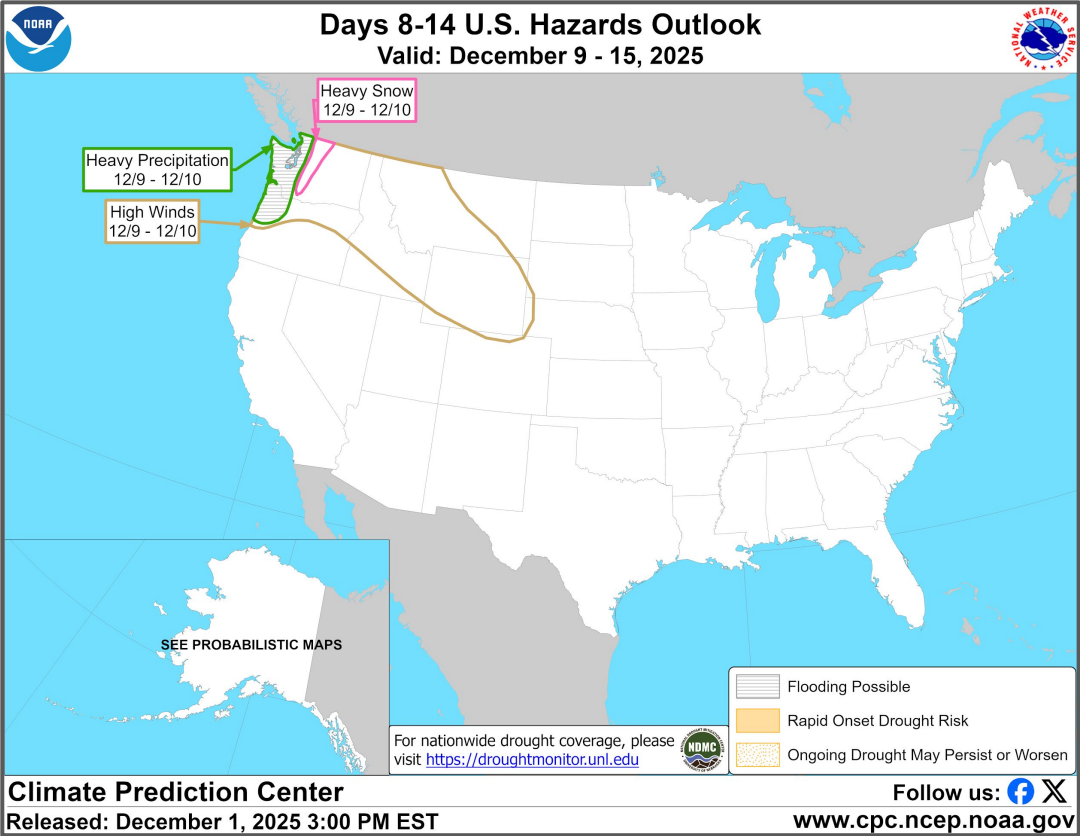 NOAA
Days 8-14 U.S. Hazards Outlook
Valid: December 9 - 15, 2025
NATIONAL WEATHER SERVICE
Heavy Snow
12/9 - 12/10
Heavy Precipitation
12/9 - 12/10
High Winds
12/9 - 12/10
SEE PROBABILISTIC MAPS
For nationwide drought coverage, please
visit https://droughtmonitor.unl.edu
NDMC
Flooding Possible
Rapid Onset Drought Risk
Ongoing Drought May Persist or Worsen
Climate Prediction Center
Follow us:
Released: December 1, 2025 3:00 PM EST
www.cpc.ncep.noaa.gov